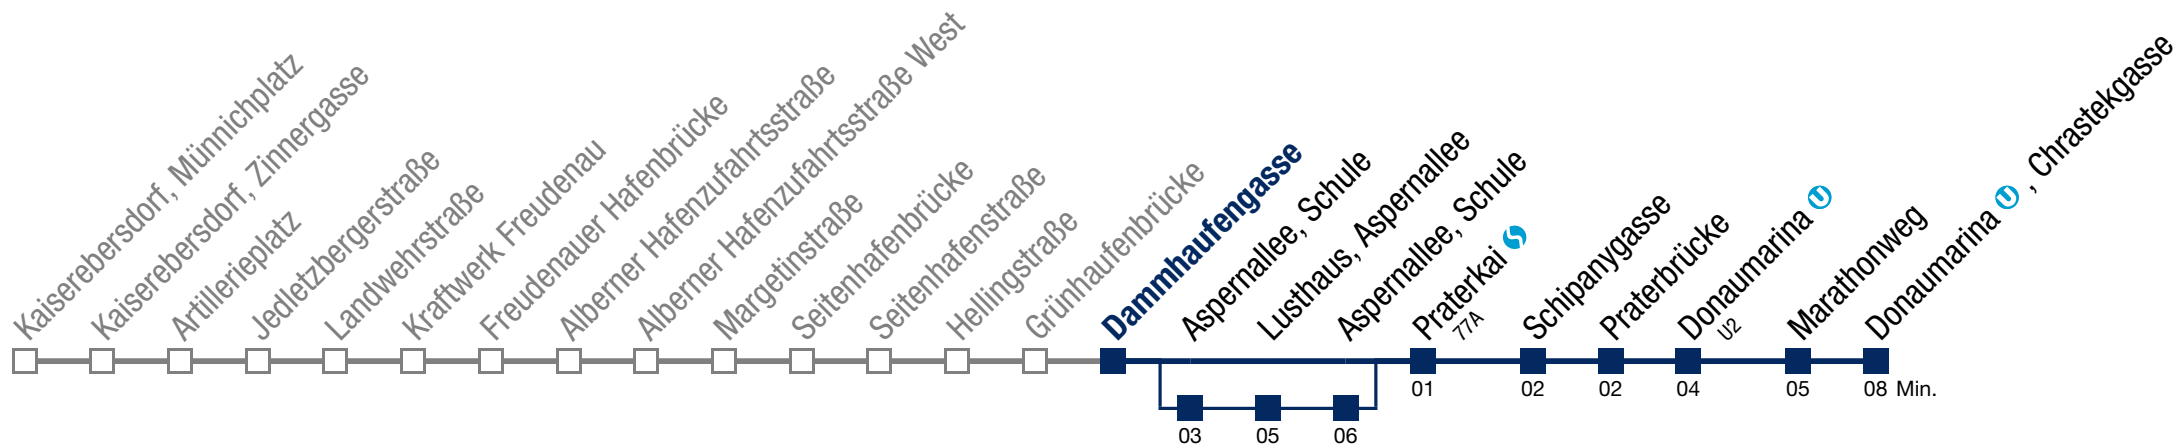 Kaiserebersdorf, Münnichplatz
Kaiserebersdorf, Zinnergasse
Artillerieplatz
Jedletzbergerstraße
Landwehrstraße
Kraftwerk Freudenau
Freudenauer Hafenbrücke
Alberner Hafenzufahrtsstraße
Alberner Hafenzufahrtsstraße West
Margetinstraße
Seitenhafenbrücke
Seitenhafenstraße
Hellingstraße
Grünhaufenbrücke
Dammhaufengasse
Aspernallee, Schule
Lusthaus, Aspernallee
Aspernallee, Schule
Praterkai S
77A
Schipanygasse
Praterbrücke
Donaumarina U
U2
Marathonweg
Donaumarina U , Chrastekgasse
01 02 02 04 05 08 Min.
03 05 06